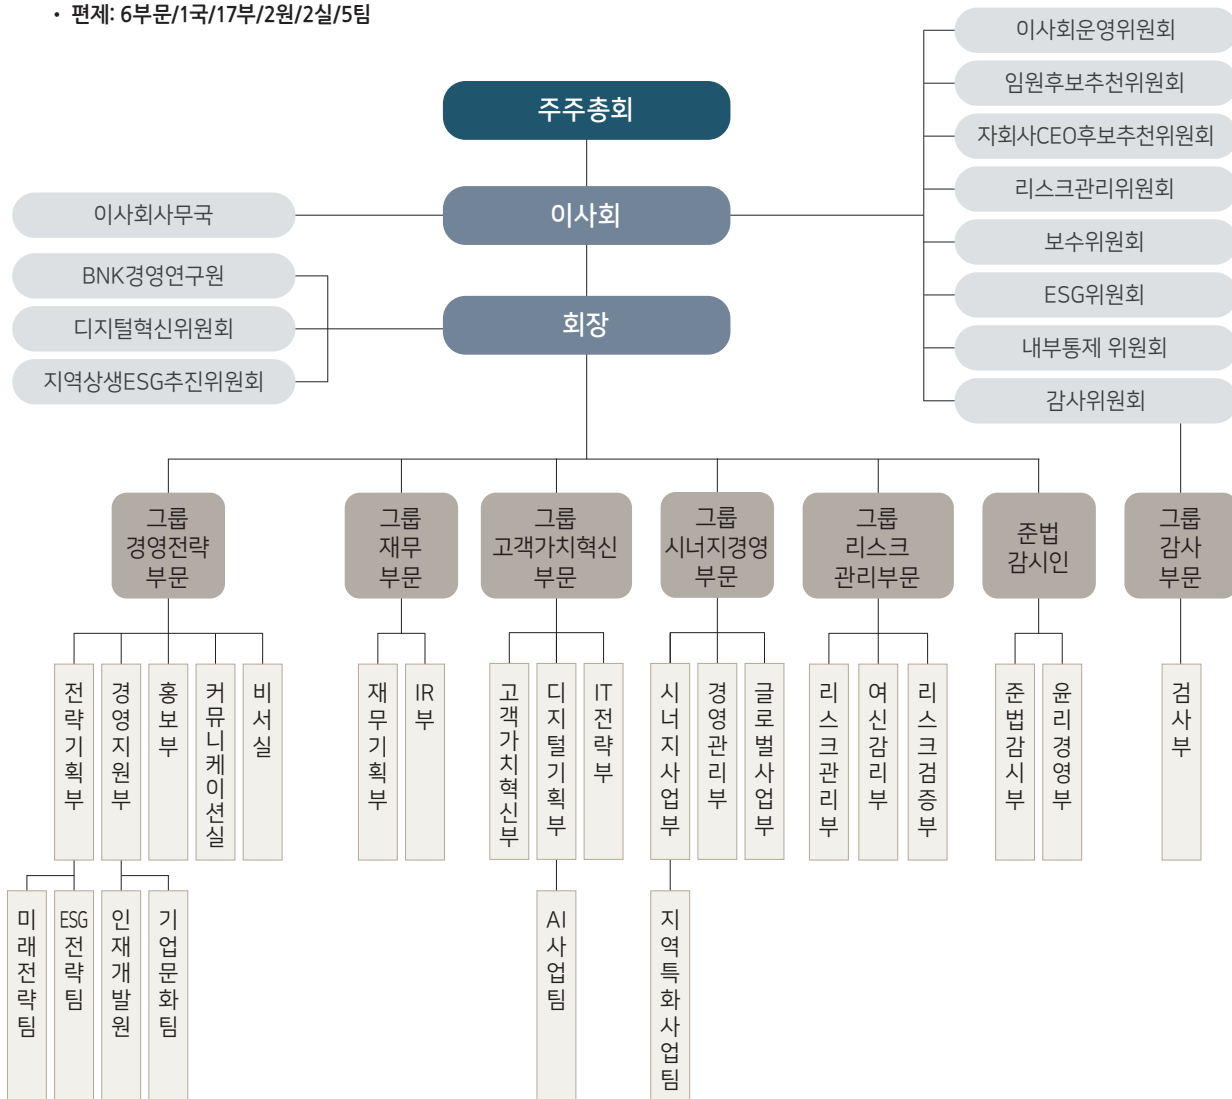 • 편제: 6부문/1국/17부/2원/2실/5팀
주주총회
이사회
회장
이사회사무국
BNK경영연구원
디지털혁신위원회
지역상생ESG추진위원회
이사회운영위원회
임원후보추천위원회
자회사CEO후보추천위원회
리스크관리위원회
보수위원회
ESG위원회
내부통제 위원회
감사위원회
그룹
경영전략
부문
그룹
재무
부문
그룹
고객가치혁신
부문
그룹
시너지경영
부문
그룹
리스크
관리부문
준법
감시인
그룹
감사
부문
전략기획부
경영지원부
홍보부
커뮤니케이션실
비서실
재무기획부
IR부
고객가치혁신부
디지털기획부
IT전략부
시너지사업부
경영관리부
글로벌사업부
리스크관리부
여신감리부
리스크검증부
준법감시부
윤리경영부
검사부
미래전략팀
ESG전략팀
인재개발원
기업문화팀
AI사업팀
지역특화사업팀